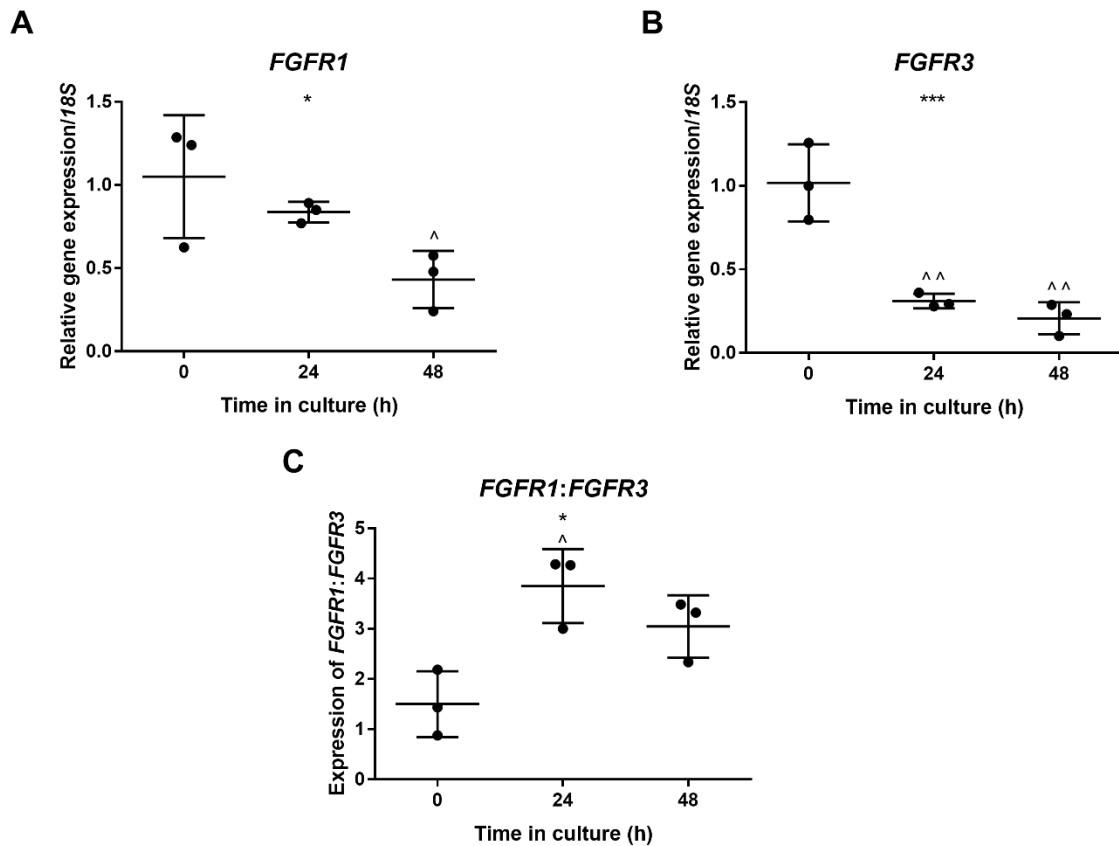 A
FGFR1
*
Relative gene expression/18S
1.5
1.0
0.5
0.0
^
0 24 48
Time in culture (h)
B
FGFR3
***
Relative gene expression/18S
1.5
1.0
0.5
0.0
^ ^ ^ ^
0 24 48
Time in culture (h)
C
FGFR1:FGFR3
*
^
Expression of FGFR1:FGFR3
5
4
3
2
1
0
0 24 48
Time in culture (h)